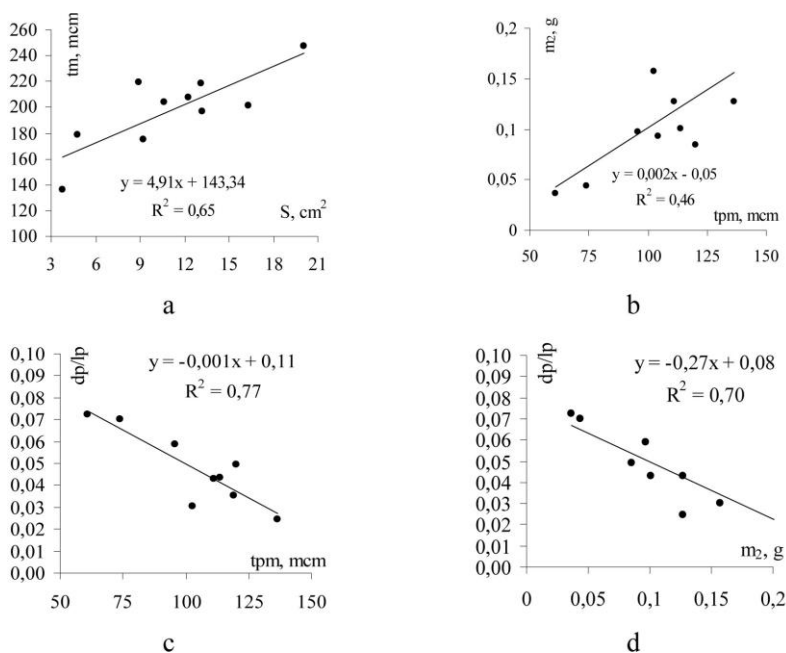 tm, mcm
260
240
220
200
180
160
140
120
100
y = 4,91x + 143,34
R² = 0,65
S, cm²
3 6 9 12 15 18 21
a
m₂, g
0,2
0,15
0,1
0,05
0
y = 0,002x - 0,05
R² = 0,46
tpm, mcm
50 75 100 125 150
b
dp/lp
0,10
0,09
0,08
0,07
0,06
0,05
0,04
0,03
0,02
0,01
0,00
y = -0,001x + 0,11
R² = 0,77
tpm, mcm
50 75 100 125 150
c
dp/lp
0,10
0,09
0,08
0,07
0,06
0,05
0,04
0,03
0,02
0,01
0,00
y = -0,27x + 0,08
R² = 0,70
m₂, g
0 0,05 0,1 0,15 0,2
d